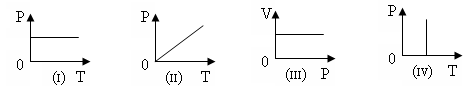 P
0 (I) T
P
0 (II) T
V
0 (III) P
P
0 (IV) T